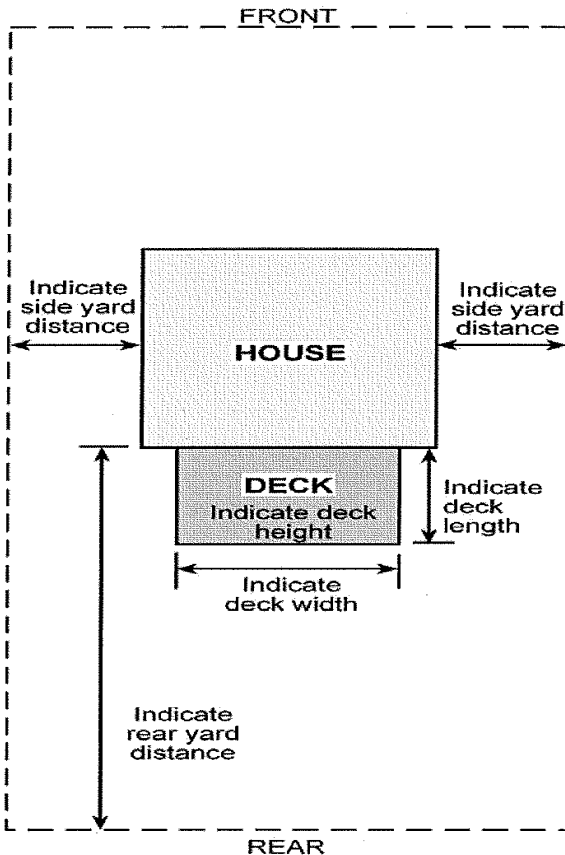 FRONT
Indicate
side yard
distance
Indicate
side yard
distance
HOUSE
DECK
Indicate deck
height
Indicate
deck
length
Indicate
deck width
Indicate
rear yard
distance
REAR